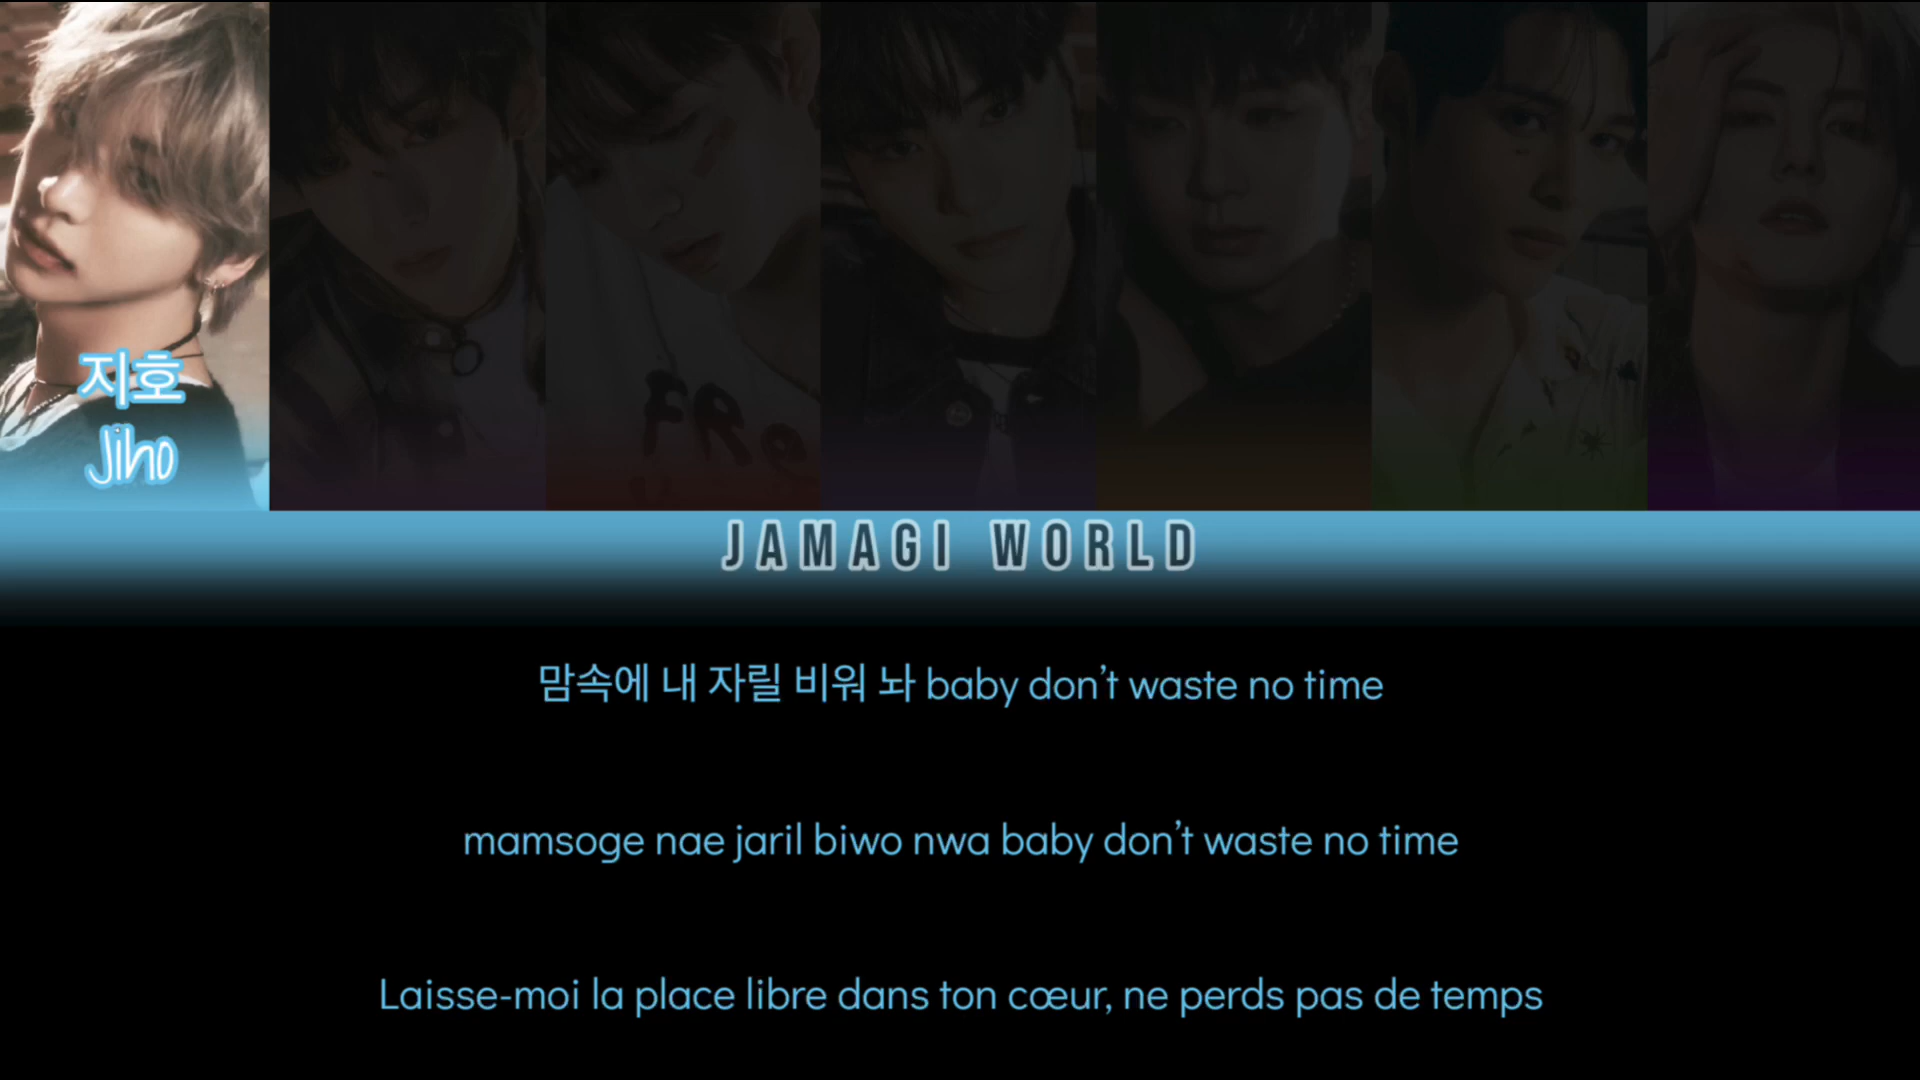 지호
Jiho
FRe
JAMAGI WORLD
맘속에 내 자릴 비워 놔 baby don’t waste no time
mamsoge nae jaril biwo nwa baby don’t waste no time
Laisse-moi la place libre dans ton cœur, ne perds pas de temps